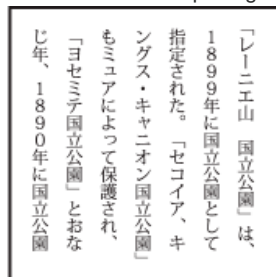 「レーニエ山　国立公園」は、
1899年に国立公園として
指定された。「セコイア、キ
ングス・キャニオン国立公園」
もミュアによって保護され、
「ヨセミテ国立公園」とおな
じ年、1890年に国立公園